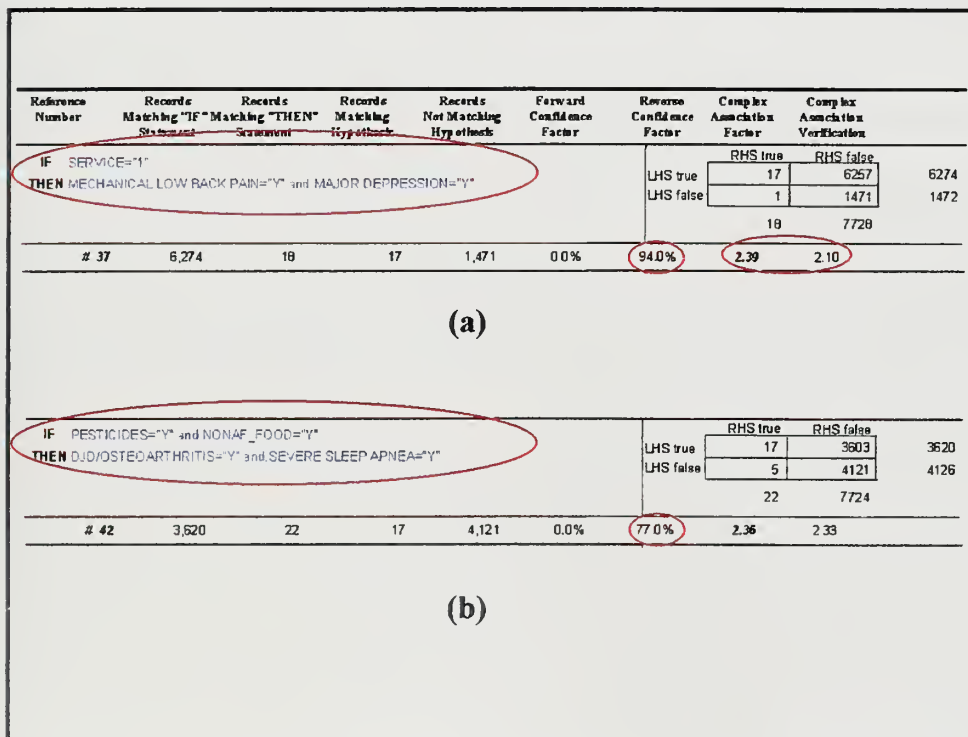 Reference Records Records Records Records Forward Reverse Complex Complex
Number Matching "IF" Matching "THEN" Matching Not Matching Confidence Confidence Association Association
Statement Statement Hypothesis Hypothesis Factor Factor Factor Verification
IF SERVICE="1"
THEN MECHANICAL LOW BACK PAIN="Y" and MAJOR DEPRESSION="Y"
RHS true RHS false
LHS true 17 6257 6274
LHS false 1 1471 1472
18 7728
# 37 6,274 18 17 1,471 0.0% 94.0% 2.39 2.10
(a)
IF PESTICIDES="Y" and NONAF_FOOD="Y"
THEN DJD/OSTEOARTHRITIS="Y" and SEVERE SLEEP APNEA="Y"
RHS true RHS false
LHS true 17 3603 3620
LHS false 5 4121 4126
22 7724
# 42 3,620 22 17 4,121 0.0% 77.0% 2.36 2.33
(b)